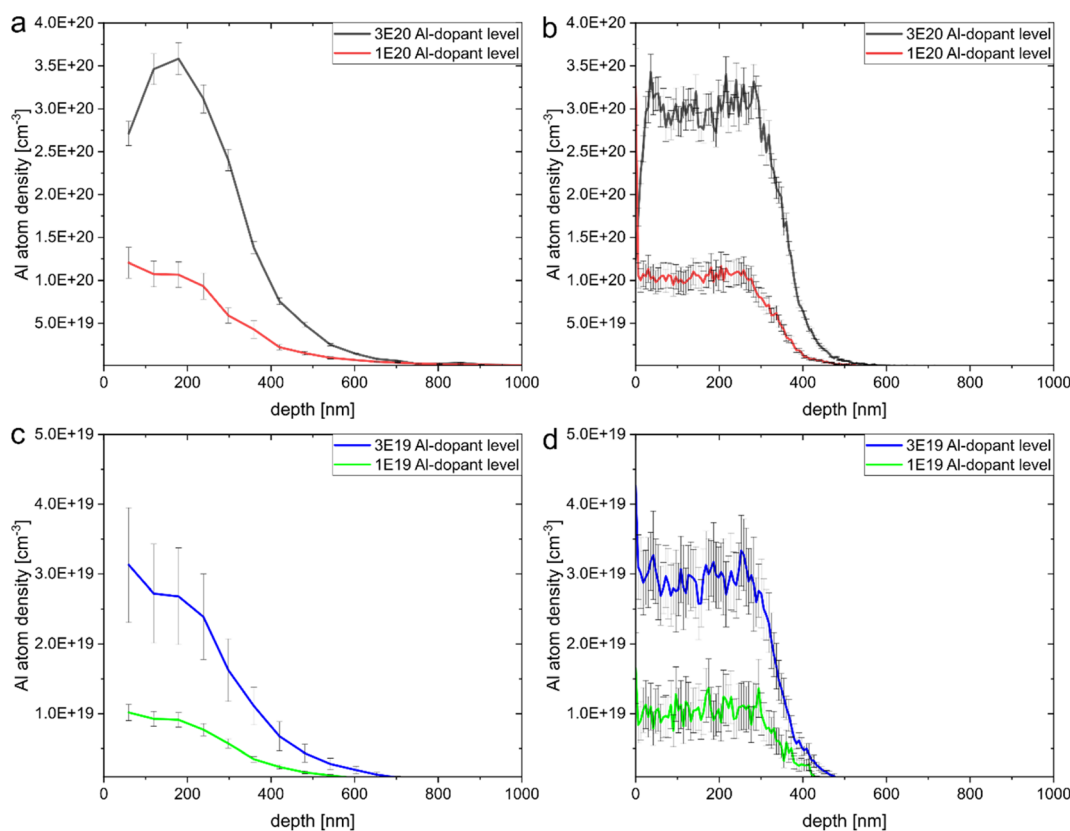 a
4.0E+20
3.5E+20
3.0E+20
2.5E+20
2.0E+20
1.5E+20
1.0E+20
5.0E+19
Al atom density [cm-3]
3E20 Al-dopant level
1E20 Al-dopant level
0 200 400 600 800 1000
depth [nm]
b
4.0E+20
3.5E+20
3.0E+20
2.5E+20
2.0E+20
1.5E+20
1.0E+20
5.0E+19
Al atom density [cm-3]
3E20 Al-dopant level
1E20 Al-dopant level
0 200 400 600 800 1000
depth [nm]
c
5.0E+19
4.0E+19
3.0E+19
2.0E+19
1.0E+19
Al atom density [cm-3]
3E19 Al-dopant level
1E19 Al-dopant level
0 200 400 600 800 1000
depth [nm]
d
5.0E+19
4.0E+19
3.0E+19
2.0E+19
1.0E+19
Al atom density [cm-3]
3E19 Al-dopant level
1E19 Al-dopant level
0 200 400 600 800 1000
depth [nm]